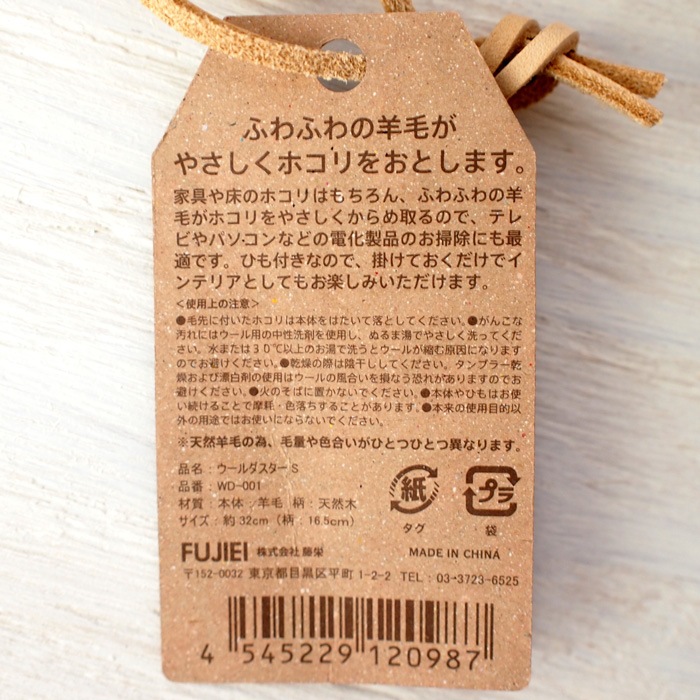 ふわふわの羊毛が
やさしくホコリをおとします。
家具や床のホコリはもちろん、ふわふわの羊
毛がホコリをやさしくからめ取るので、テレ
ビやパソコンなどの電化製品のお掃除にも最
適です。ひも付きなので、掛けておくだけでイ
ンテリアとしてもお楽しみいただけます。
<使用上の注意>
●毛先に付いたホコリは本体をはたいて落としてください。●がんこな
汚れにはウール用の中性洗剤を使用し、ぬるま湯でやさしく洗ってくだ
さい。水または30℃以上のお湯で洗うとウールが縮む原因になります
のでお避けください。●乾燥の際は陰干ししてください。タンブラー乾
燥および漂白剤の使用はウールの風合いを損なう恐れがありますのでお
避けください。●火のそばに置かないでください。●本体やひもはお使
い続けることで摩耗・色落ちすることがあります。●本来の使用目的以
外の用途ではお使いにならないでください。
※天然羊毛の為、毛量や色合いがひとつひとつ異なります。
品名：ウールダスターS
品番：WD-001
材質：本体：羊毛 柄：天然木
サイズ：約32cm（柄：16.5cm）
紙
タグ
プラ
袋
FUJIEI 株式会社 藤栄 MADE IN CHINA
〒152-0032 東京都目黒区平町1-2-2 TEL：03-3723-6525
4 545229 120987